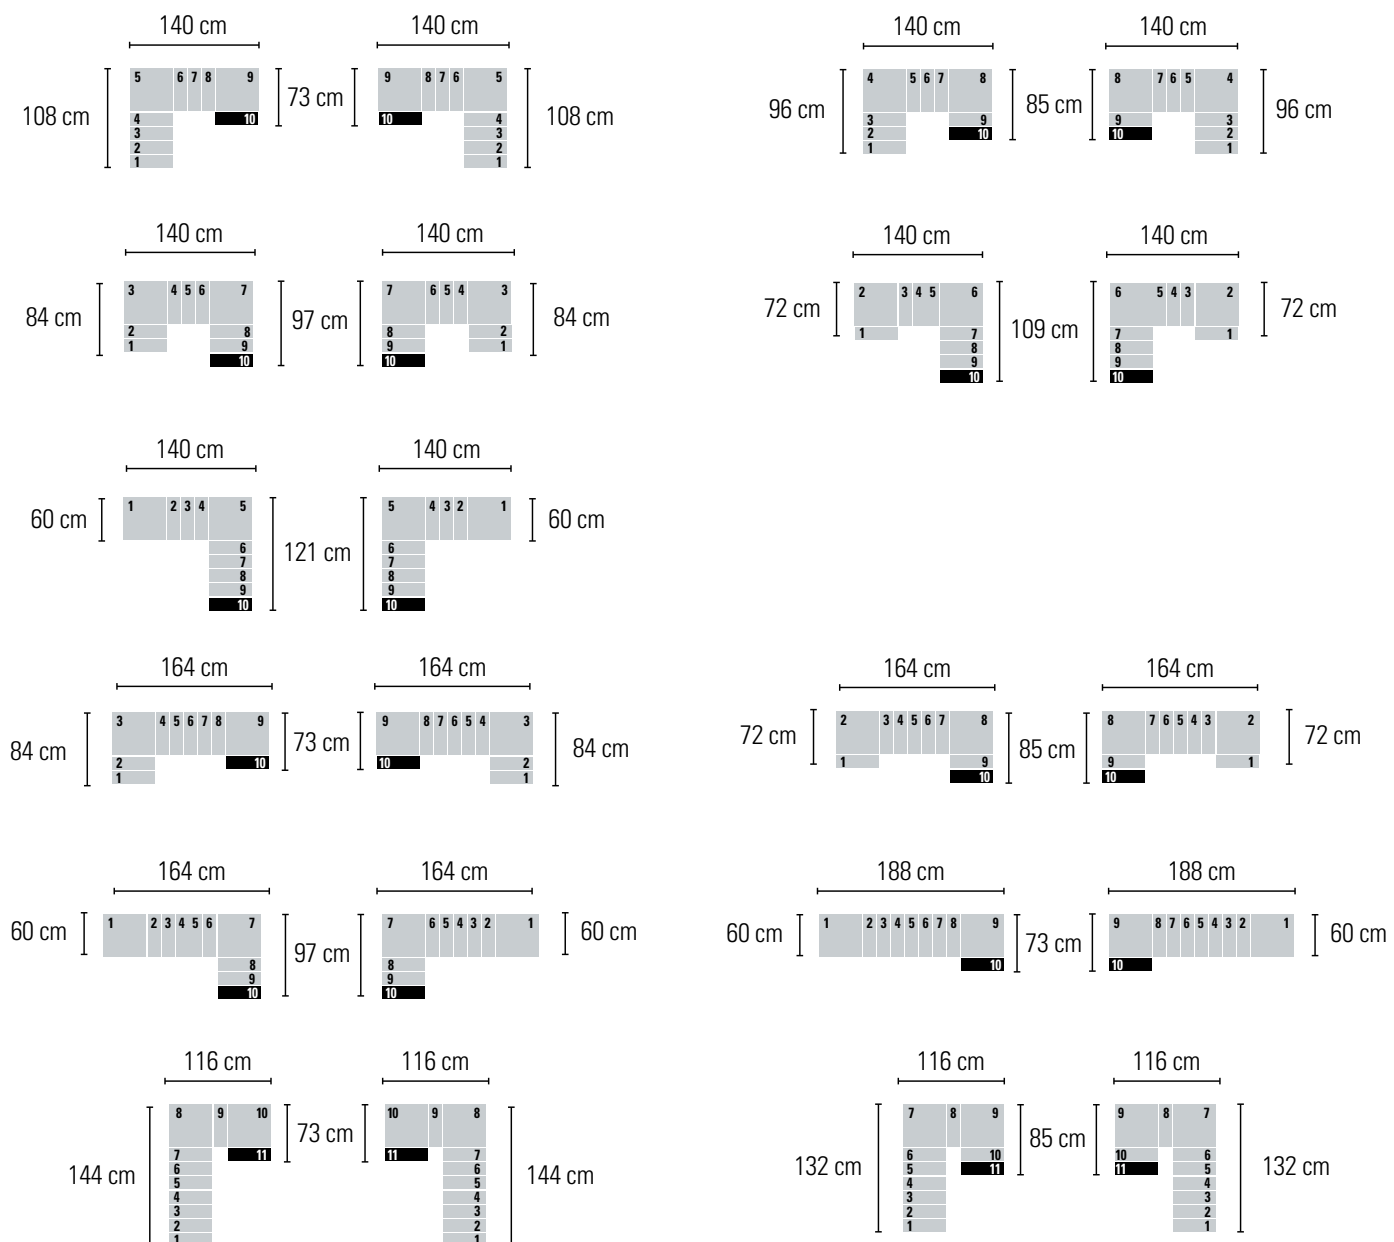 140 cm 140 cm 140 cm 140 cm
5 6 7 8 9 9 8 7 6 5 4 5 6 7 8 8 7 6 5 4
108 cm 73 cm 108 cm 96 cm 85 cm 96 cm
4 10 10 4 3 9 9 3
3 3 2 10 10 2
2 2 1 1
1 1
140 cm 140 cm 140 cm 140 cm
3 4 5 6 7 7 6 5 4 3 2 3 4 5 6 6 5 4 3 2
84 cm 97 cm 84 cm 72 cm 109 cm 72 cm
2 8 8 2 1 7 7 1
1 9 9 1 8 8
10 10 9 9
10 10
140 cm 140 cm
1 2 3 4 5 5 4 3 2 1
60 cm 121 cm 60 cm
6 6
7 7
8 8
9 9
10 10
164 cm 164 cm 164 cm 164 cm
3 4 5 6 7 8 9 9 8 7 6 5 4 3 2 3 4 5 6 7 8 8 7 6 5 4 3 2
84 cm 73 cm 84 cm 72 cm 85 cm 72 cm
2 10 10 2 1 9 9 1
1 1 10 10
164 cm 164 cm 188 cm 188 cm
1 2 3 4 5 6 7 7 6 5 4 3 2 1 1 2 3 4 5 6 7 8 9 9 8 7 6 5 4 3 2 1
60 cm 97 cm 60 cm 60 cm 73 cm 60 cm
8 8 10 10
9 9
10 10
116 cm 116 cm 116 cm 116 cm
8 9 10 10 9 8 7 8 9 9 8 7
73 cm 85 cm
7 11 11 7 6 10 10 6
144 cm 144 cm 132 cm 132 cm
6 6 5 11 11 5
5 5 4 4
4 4 3 3
3 3 2 2
2 2 1 1
1 1